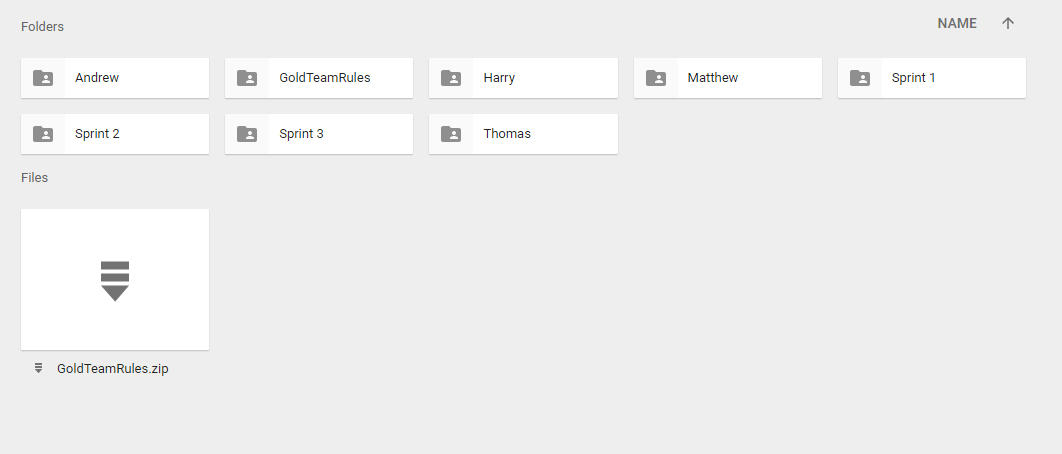 Folders
NAME
Andrew
GoldTeamRules
Harry
Matthew
Sprint 1
Sprint 2
Sprint 3
Thomas
Files
GoldTeamRules.zip